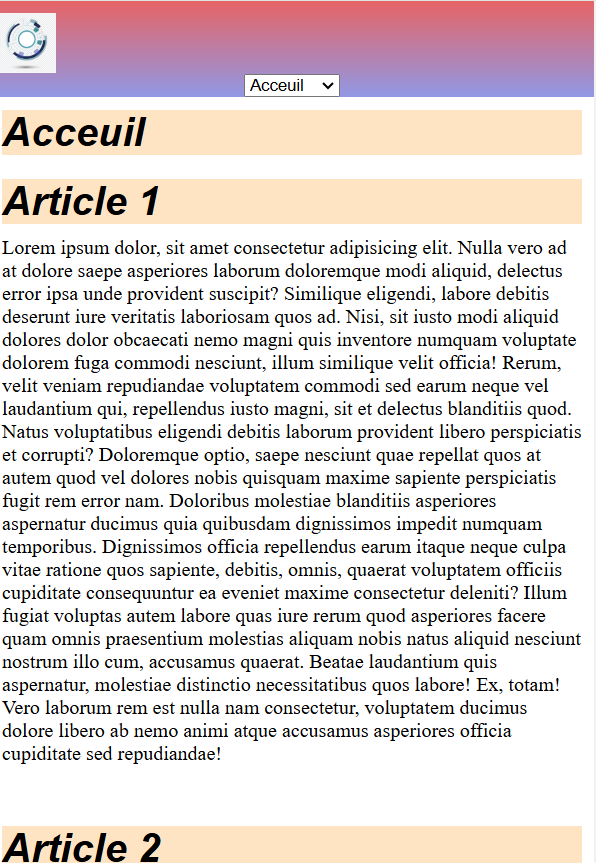 Acceuil
Acceuil
Article 1
Lorem ipsum dolor, sit amet consectetur adipisicing elit. Nulla vero ad
at dolore saepe asperiores laborum doloremque modi aliquid, delectus
error ipsa unde provident suscipit? Similique eligendi, labore debitis
deserunt iure veritatis laboriosam quos ad. Nisi, sit iusto modi aliquid
dolores dolor obcaecati nemo magni quis inventore numquam voluptate
dolorem fuga commodi nesciunt, illum similique velit officia! Rerum,
velit veniam repudiandae voluptatem commodi sed earum neque vel
laudantium qui, repellendus iusto magni, sit et delectus blanditiis quod.
Natus voluptatibus eligendi debitis laborum provident libero perspiciatis
et corrupti? Doloremque optio, saepe nesciunt quae repellat quos at
autem quod vel dolores nobis quisquam maxime sapiente perspiciatis
fugit rem error nam. Doloribus molestiae blanditiis asperiores
aspernatur ducimus quia quibusdam dignissimos impedit numquam
temporibus. Dignissimos officia repellendus earum itaque neque culpa
vitae ratione quos sapiente, debitis, omnis, quaerat voluptatem officiis
cupiditate consequuntur ea eveniet maxime consectetur deleniti? Illum
fugiat voluptas autem labore quas iure rerum quod asperiores facere
quam omnis praesentium molestias aliquam nobis natus aliquid nesciunt
nostrum illo cum, accusamus quaerat. Beatae laudantium quis
aspernatur, molestiae distinctio necessitatibus quos labore! Ex, totam!
Vero laborum rem est nulla nam consectetur, voluptatem ducimus
dolore libero ab nemo animi atque accusamus asperiores officia
cupiditate sed repudiandae!
Article 2